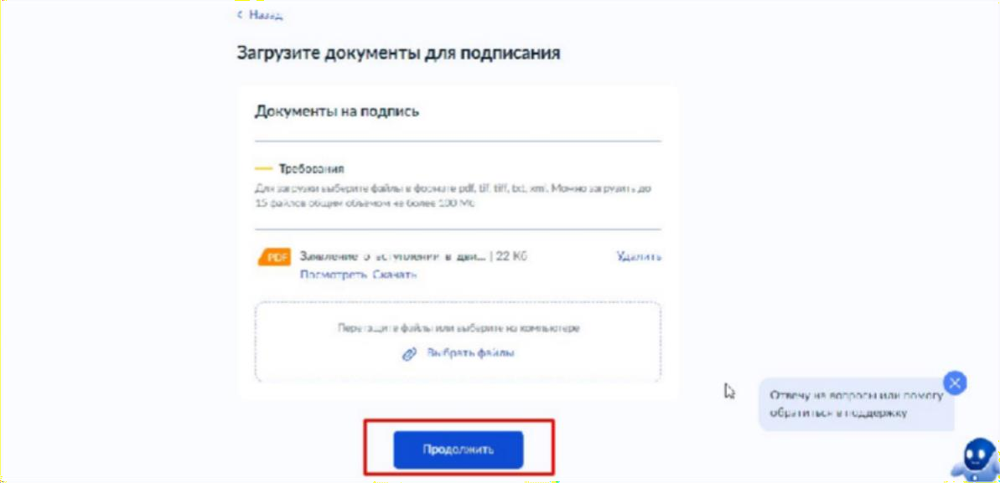 Назад
Загрузите документы для подписания
Документы на подпись
Требования
Для загрузки выберите файлы в формате pdf, tif, tiff, txt, xml. Можно загрузить до
15 файлов общим объемом не более 100 Мб
PDF Заявление о вступлении в дви... | 22 Кб Удалить
Посмотреть Скачать
Перетащите файлы или выберите на компьютере
Выбрать файлы
Отвечу на вопросы или помогу
обратиться в поддержку
Продолжить